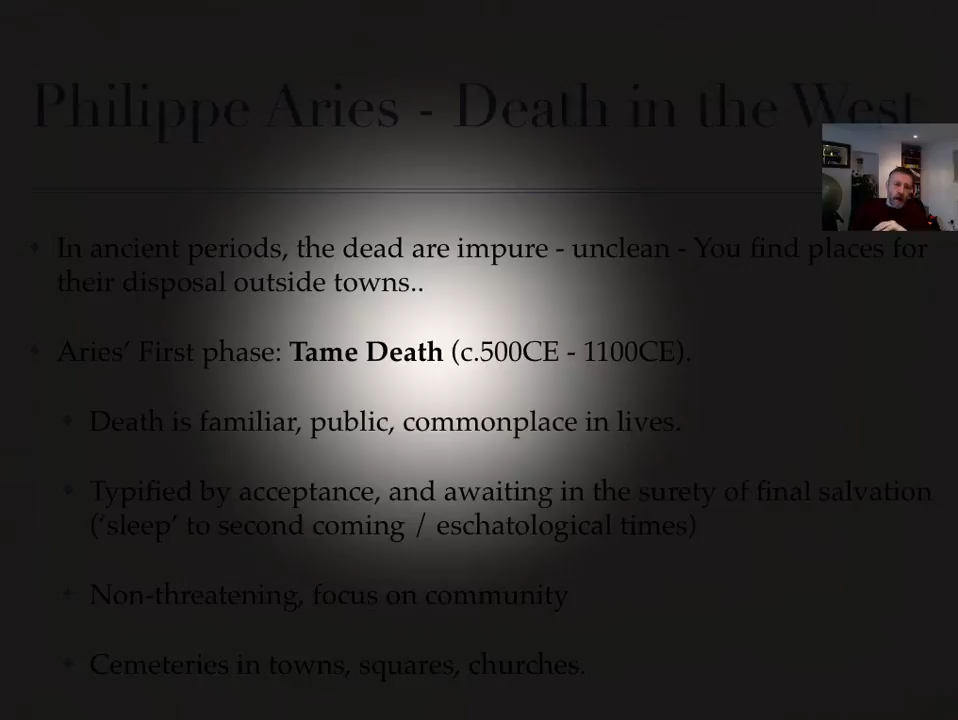 Philippe Aries - Death in the West
In ancient periods, the dead are impure - unclean - You find places for
their disposal outside towns..
Aries' First phase: Tame Death (c.500CE - 1100CE).
Death is familiar, public, commonplace in lives.
Typified by acceptance, and awaiting in the surety of final salvation
('sleep' to second coming / eschatological times)
Non-threatening, focus on community
Cemeteries in towns, squares, churches.